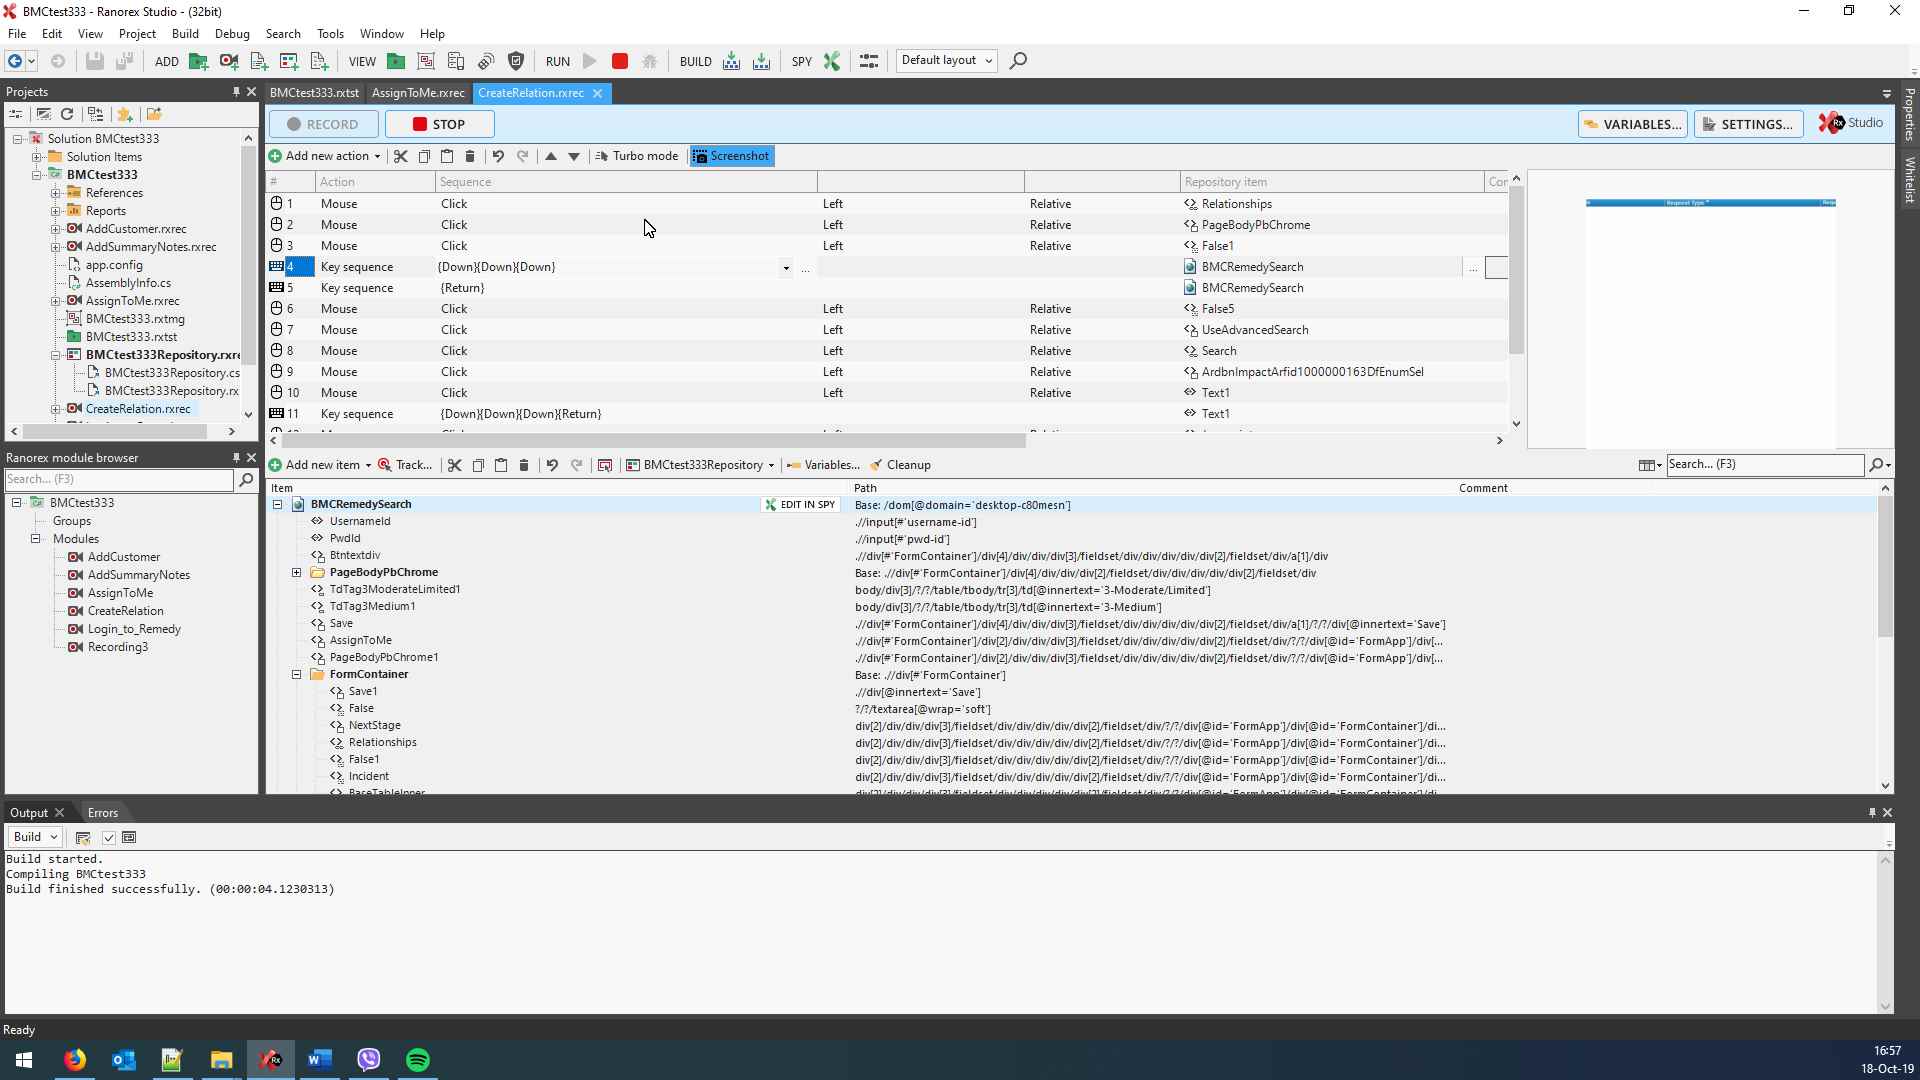 BMCtest333 - Ranorex Studio - (32bit)
File Edit View Project Build Debug Search Tools Window Help
ADD VIEW RUN BUILD SPY Default layout
Projects
BMCtest333.rxtst AssignToMe.rxrec CreateRelation.rxrec
RECORD STOP VARIABLES... SETTINGS... Rx Studio
Add new action Turbo mode Screenshot
Solution BMCtest333
Solution Items
BMCtest333
References
Reports
AddCustomer.rxrec
AddSummaryNotes.rxrec
app.config
AssemblyInfo.cs
AssignToMe.rxrec
BMCtest333.rxtmg
BMCtest333.rxtst
BMCtest333Repository.rxre
BMCtest333Repository.cs
BMCtest333Repository.rx
CreateRelation.rxrec
# Action Sequence Repository item Cor
1 Mouse Click Left Relative Relationships
2 Mouse Click Left Relative PageBodyPbChrome
3 Mouse Click Left Relative False1
4 Key sequence {Down}{Down}{Down} ... BMCRemedySearch ...
5 Key sequence {Return} BMCRemedySearch
6 Mouse Click Left Relative False5
7 Mouse Click Left Relative UseAdvancedSearch
8 Mouse Click Left Relative Search
9 Mouse Click Left Relative ArdbnImpactArfid1000000163DfEnumSel
10 Mouse Click Left Relative Text1
11 Key sequence {Down}{Down}{Down}{Return} Text1
Request Type *
Properties
Whitelist
Ranorex module browser
Search... (F3)
BMCtest333
Groups
Modules
AddCustomer
AddSummaryNotes
AssignToMe
CreateRelation
Login_to_Remedy
Recording3
Add new item Track... BMCtest333Repository Variables... Cleanup Search... (F3)
Item Path Comment
BMCRemedySearch EDIT IN SPY Base: /dom[@domain='desktop-c80mesn']
UsernameId .//input[#'username-id']
PwdId .//input[#'pwd-id']
Btntextdiv .//div[#'FormContainer']/div[4]/div/div/div[3]/fieldset/div/div/div/div/div[2]/fieldset/div/a[1]/div
PageBodyPbChrome Base: .//div[#'FormContainer']/div[4]/div/div/div[2]/fieldset/div/div/div/div/div[2]/fieldset/div
TdTag3ModerateLimited1 body/div[3]/?/?/table/tbody/tr[3]/td[@innertext='3-Moderate/Limited']
TdTag3Medium1 body/div[3]/?/?/table/tbody/tr[3]/td[@innertext='3-Medium']
Save .//div[#'FormContainer']/div[4]/div/div/div[3]/fieldset/div/div/div/div/div[2]/fieldset/div/a[1]/?/?/div[@innertext='Save']
AssignToMe .//div[#'FormContainer']/div[2]/div/div/div[3]/fieldset/div/div/div/div/div[2]/fieldset/div/?/?/div[@id='FormApp']/div[...
PageBodyPbChrome1 .//div[#'FormContainer']/div[2]/div/div/div[3]/fieldset/div/div/div/div/div[2]/fieldset/div/?/?/div[@id='FormApp']/div[...
FormContainer Base: .//div[#'FormContainer']
Save1 .//div[@innertext='Save']
False ?/?/textarea[@wrap='soft']
NextStage div[2]/div/div/div[3]/fieldset/div/div/div/div/div[2]/fieldset/div/?/?/div[@id='FormApp']/div[@id='FormContainer']/di...
Relationships div[2]/div/div/div[3]/fieldset/div/div/div/div/div[2]/fieldset/div/?/?/div[@id='FormApp']/div[@id='FormContainer']/di...
False1 div[2]/div/div/div[3]/fieldset/div/div/div/div/div[2]/fieldset/div/?/?/div[@id='FormApp']/div[@id='FormContainer']/di...
Incident div[2]/div/div/div[3]/fieldset/div/div/div/div/div[2]/fieldset/div/?/?/div[@id='FormApp']/div[@id='FormContainer']/di...
BaseTableInner
Output Errors
Build
Build started.
Compiling BMCtest333
Build finished successfully. (00:00:04.1230313)
Ready
16:57
18-Oct-19